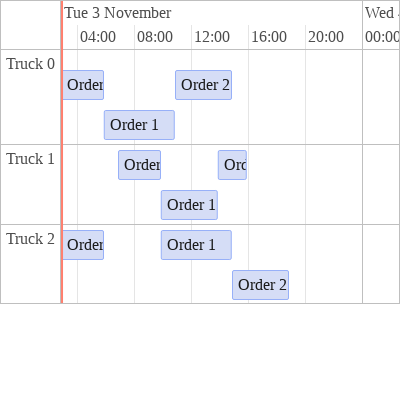 Tue 3 November
Wed
04:00 08:00 12:00 16:00 20:00 00:00
Truck 0
Order
Order 2
Order 1
Truck 1
Order
Ord
Order 1
Truck 2
Order
Order 1
Order 2